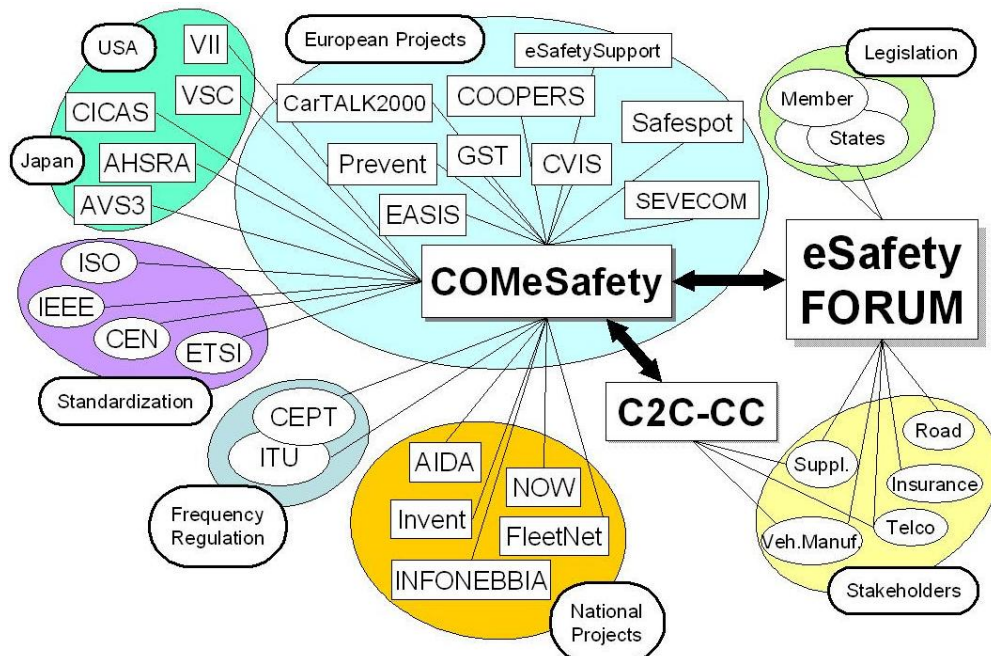 USA
VII
VSC
CICAS
Japan
AHSRA
AVS3
European Projects
eSafetySupport
CarTALK2000
COOPERS
Safespot
Prevent
GST
CVIS
EASIS
SEVECOM
COMeSafety
Legislation
Member
States
eSafety
FORUM
ISO
IEEE
CEN
ETSI
Standardization
C2C-CC
CEPT
ITU
Frequency
Regulation
AIDA
NOW
Invent
FleetNet
INFONEBBIA
National
Projects
Road
Suppl.
Insurance
Telco
Veh.Manuf.
Stakeholders